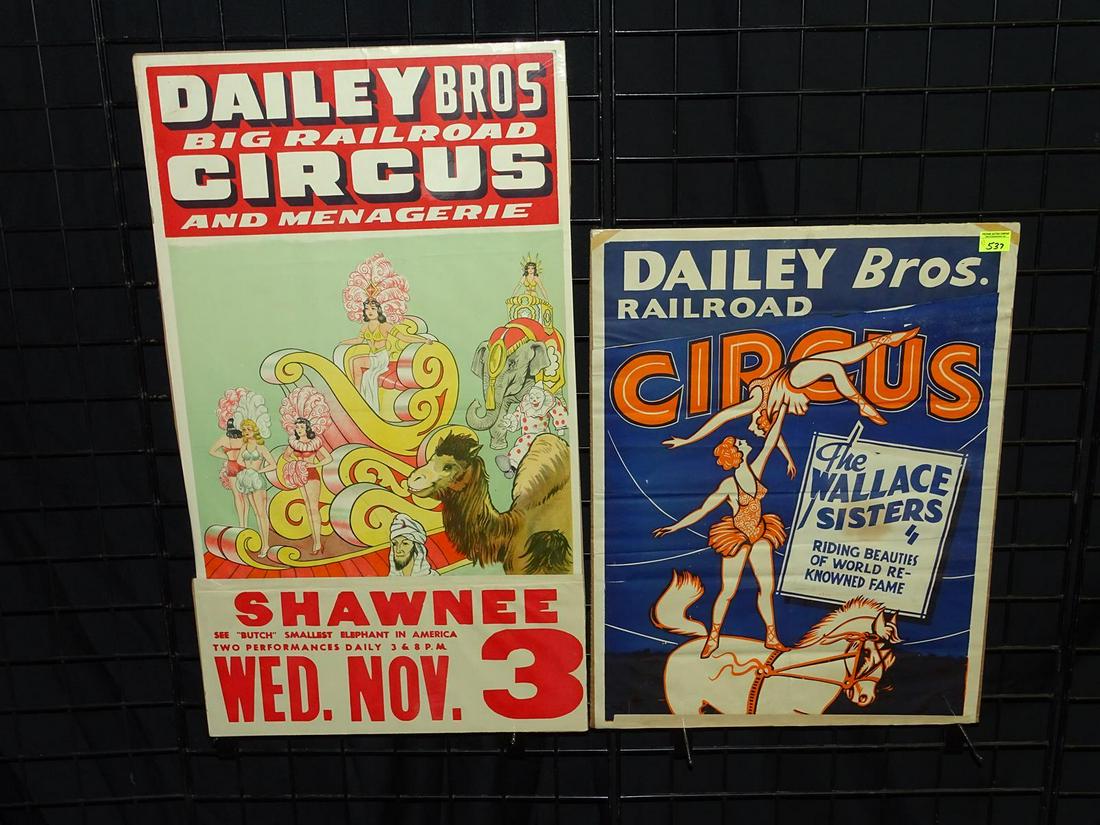 DAILEY BROS
BIG RAILROAD
CIRCUS
AND MENAGERIE
SHAWNEE
SEE "BUTCH" SMALLEST ELEPHANT IN AMERICA
TWO PERFORMANCES DAILY 3 & 8 P.M.
WED. NOV. 3
537
DAILEY Bros.
RAILROAD
CIRCUS
The
WALLACE
SISTERS
RIDING BEAUTIES
OF WORLD RE-
KNOWNED FAME